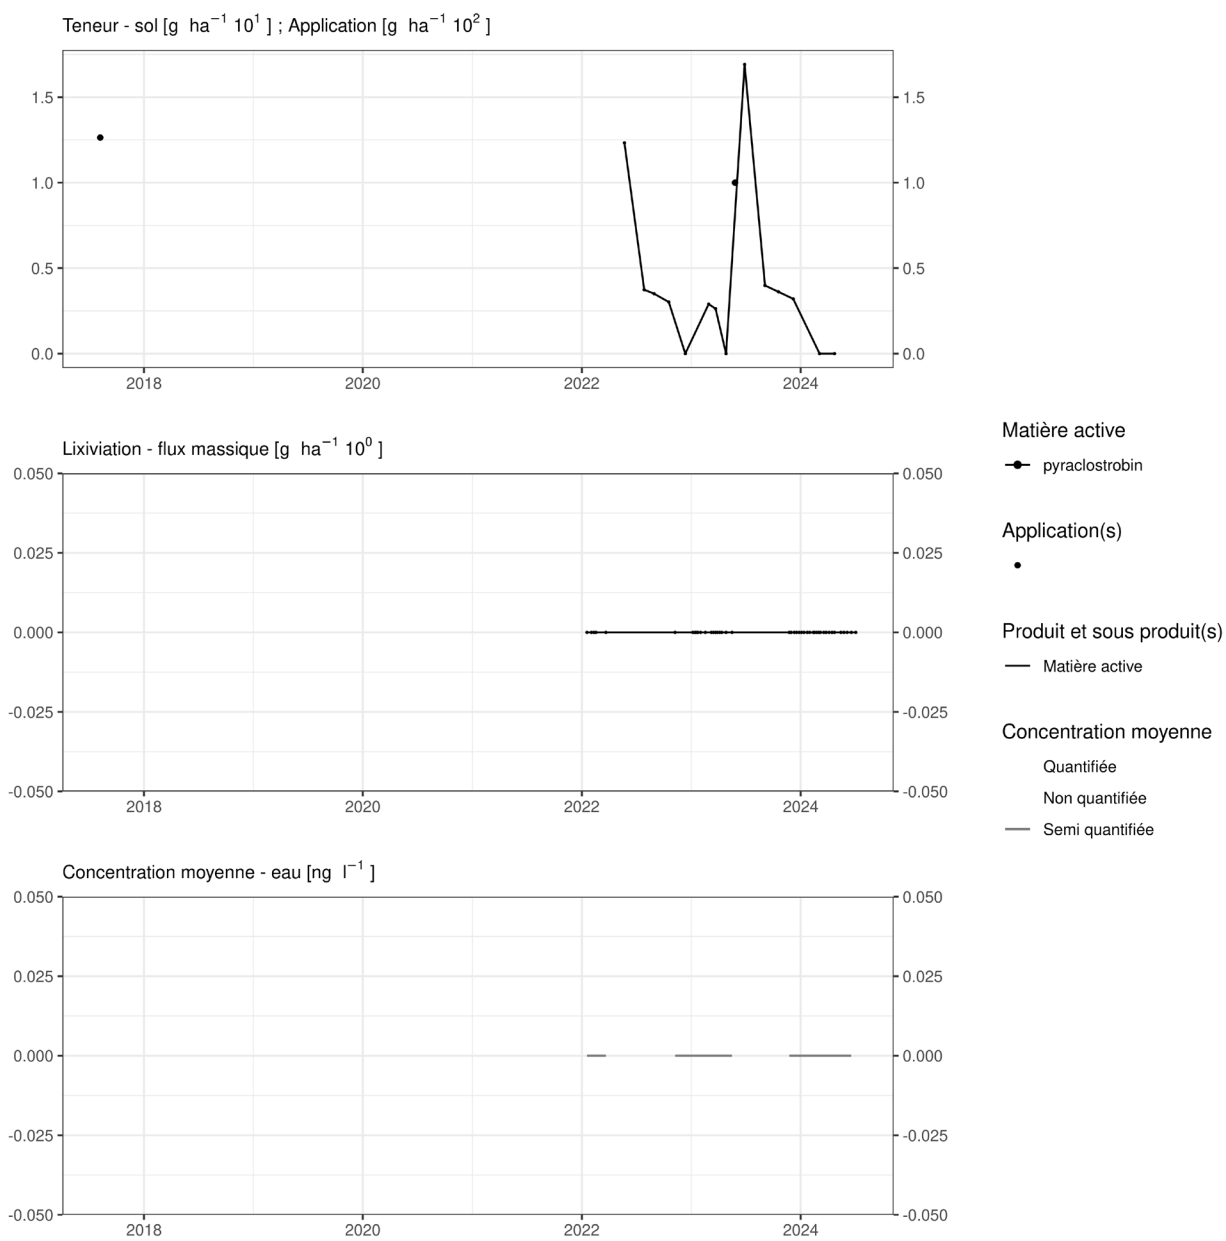 Teneur - sol [g ha⁻¹ 10¹ ] ; Application [g ha⁻¹ 10² ]
1.5 1.5
1.0 1.0
0.5 0.5
0.0 0.0
2018 2020 2022 2024
Lixiviation - flux massique [g ha⁻¹ 10⁰ ]
0.050 0.050
0.025 0.025
0.000 0.000
-0.025 -0.025
-0.050 -0.050
2018 2020 2022 2024
Concentration moyenne - eau [ng l⁻¹ ]
0.050 0.050
0.025 0.025
0.000 0.000
-0.025 -0.025
-0.050 -0.050
2018 2020 2022 2024
Matière active
pyraclostrobin
Application(s)
Produit et sous produit(s)
Matière active
Concentration moyenne
Quantifiée
Non quantifiée
Semi quantifiée